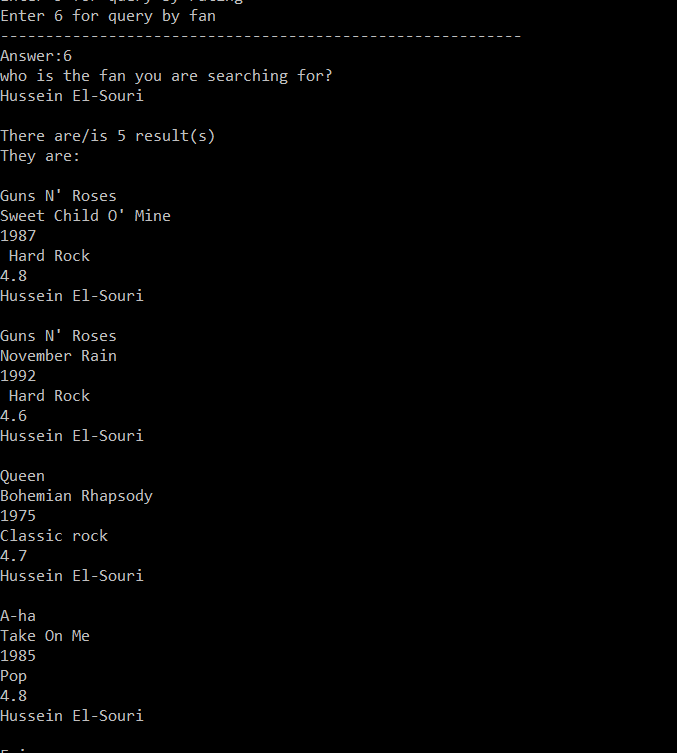 Enter 6 for query by fan
----------------------------------------------------------
Answer:6
who is the fan you are searching for?
Hussein El-Souri
There are/is 5 result(s)
They are:
Guns N' Roses
Sweet Child O' Mine
1987
Hard Rock
4.8
Hussein El-Souri
Guns N' Roses
November Rain
1992
Hard Rock
4.6
Hussein El-Souri
Queen
Bohemian Rhapsody
1975
Classic rock
4.7
Hussein El-Souri
A-ha
Take On Me
1985
Pop
4.8
Hussein El-Souri